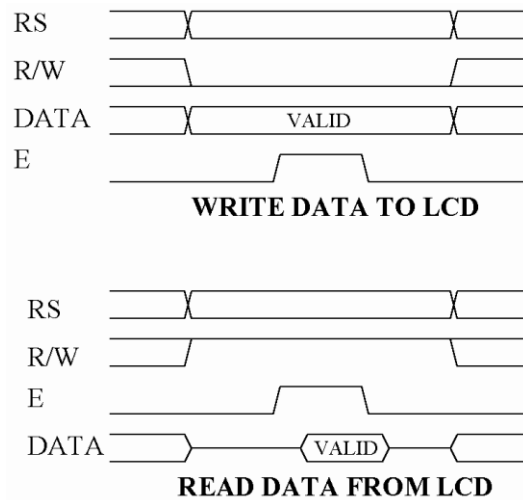 RS
R/W
DATA VALID
E
WRITE DATA TO LCD
RS
R/W
E
DATA VALID
READ DATA FROM LCD